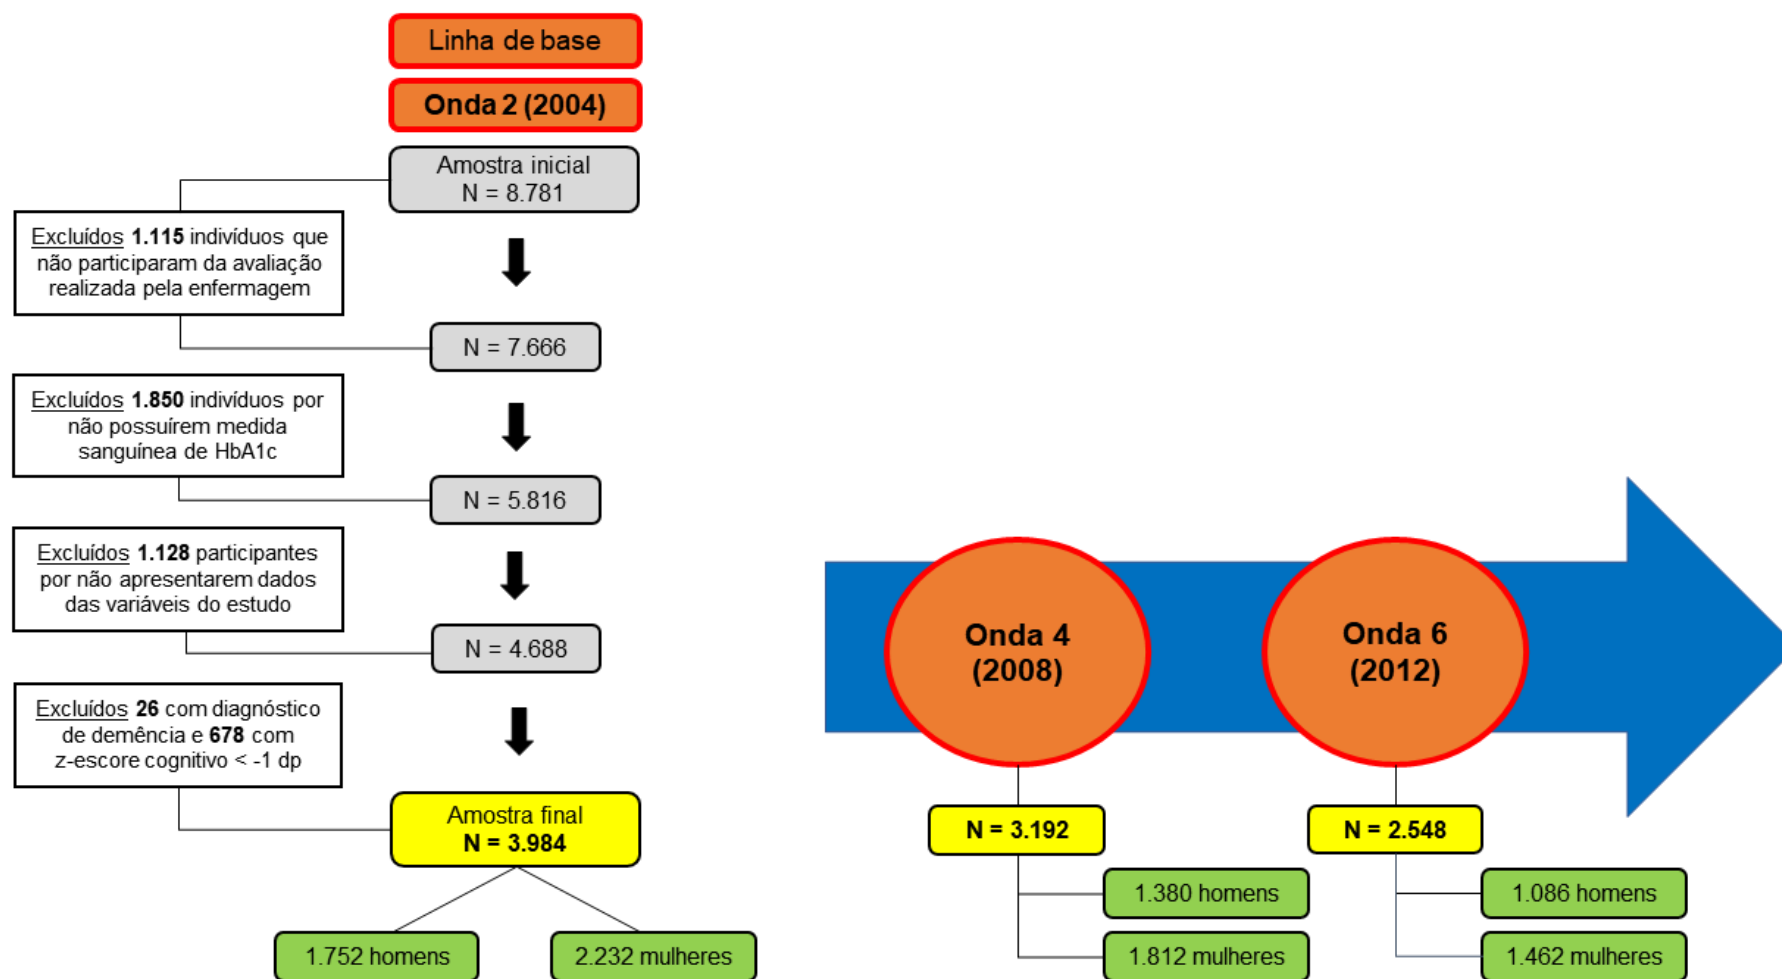 Linha de base
Onda 2 (2004)
Amostra inicial
N = 8.781
Excluídos 1.115 indivíduos que
não participaram da avaliação
realizada pela enfermagem
N = 7.666
Excluídos 1.850 indivíduos por
não possuírem medida
sanguínea de HbA1c
N = 5.816
Excluídos 1.128 participantes
por não apresentarem dados
das variáveis do estudo
N = 4.688
Excluídos 26 com diagnóstico
de demência e 678 com
z-escore cognitivo < -1 dp
Amostra final
N = 3.984
1.752 homens
2.232 mulheres
Onda 4
(2008)
N = 3.192
1.380 homens
1.812 mulheres
Onda 6
(2012)
N = 2.548
1.086 homens
1.462 mulheres